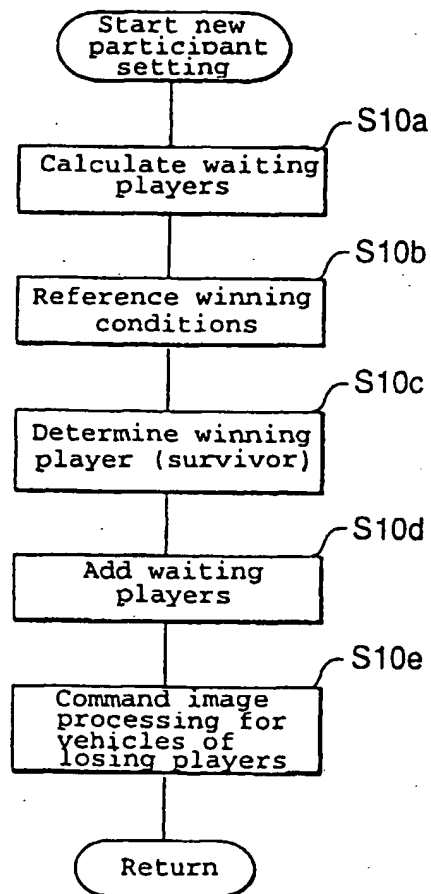 Start new
participant
setting
S10a
Calculate waiting
players
S10b
Reference winning
conditions
S10c
Determine winning
player (survivor)
S10d
Add waiting
players
S10e
Command image
processing for
vehicles of
losing players
Return